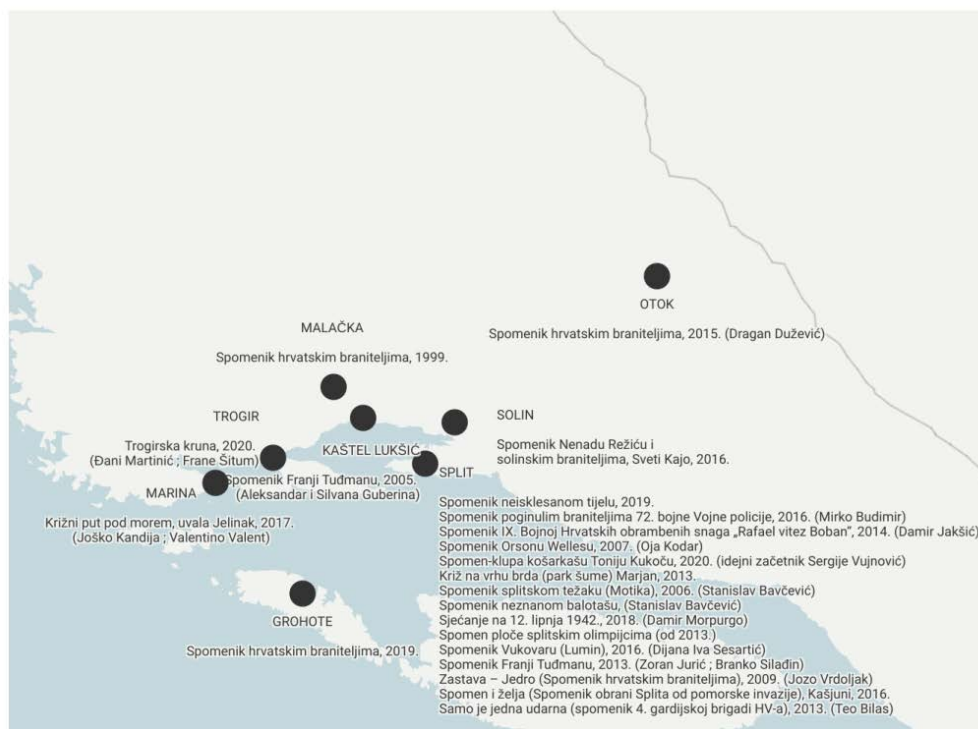 OTOK
Spomenik hrvatskim braniteljima, 2015. (Dragan Dužević)
MALAČKA
Spomenik hrvatskim braniteljima, 1999.
TROGIR
Trogirska kruna, 2020.
(Đani Martinić ; Frane Šitum)
KAŠTEL LUKŠIĆ
Spomenik Franji Tuđmanu, 2005.
(Aleksandar i Silvana Guberina)
SOLIN
Spomenik Nenadu Režiću i
solinskim braniteljima, Sveti Kajo, 2016.
MARINA
Križni put pod morem, uvala Jelinak, 2017.
(Joško Kandija ; Valentino Valent)
SPLIT
Spomenik neisklesanom tijelu, 2019.
Spomenik poginulim braniteljima 72. bojne Vojne policije, 2016. (Mirko Budimir)
Spomenik IX. Bojnoj Hrvatskih obrambenih snaga „Rafael vitez Boban”, 2014. (Damir Jakšić)
Spomenik Orsonu Wellesu, 2007. (Oja Kodar)
Spomen-klupa košarkašu Toniju Kukoču, 2020. (idejni začetnik Sergije Vujnović)
Križ na vrhu brda (park šume) Marjan, 2013.
Spomenik splitskom težaku (Motika), 2006. (Stanislav Bavčević)
Spomenik neznanom balotašu, (Stanislav Bavčević)
Sjećanje na 12. lipnja 1942., 2018. (Damir Morpurgo)
Spomen ploče splitskim olimpijcima (od 2013.)
Spomenik Vukovaru (Lumin), 2016. (Dijana Iva Sesartić)
Spomenik Franji Tuđmanu, 2013. (Zoran Jurić ; Branko Silađin)
Zastava – Jedro (Spomenik hrvatskim braniteljima), 2009. (Jozo Vrdoljak)
Spomen i želja (Spomenik obrani Splita od pomorske invazije), Kašjuni, 2016.
Samo je jedna udarna (spomenik 4. gardijskoj brigadi HV-a), 2013. (Teo Bilas)
GROHOTE
Spomenik hrvatskim braniteljima, 2019.